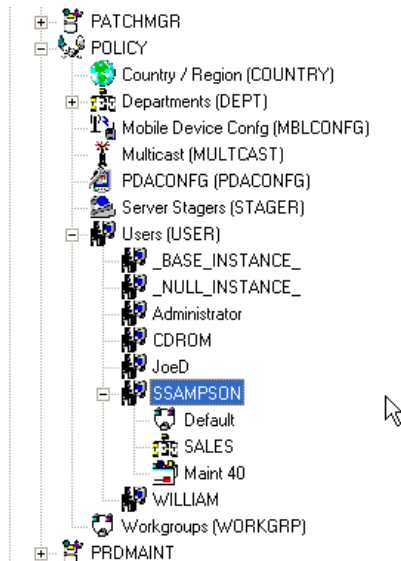 PATCHMGR
POLICY
Country / Region (COUNTRY)
Departments (DEPT)
Mobile Device Confg (MBLCONFG)
Multicast (MULTCAST)
PDACONFG (PDACONFG)
Server Stagers (STAGER)
Users (USER)
_BASE_INSTANCE_
_NULL_INSTANCE_
Administrator
CDROM
JoeD
SSAMPSON
Default
SALES
Maint 40
WILLIAM
Workgroups (WORKGRP)
PRDMAINT